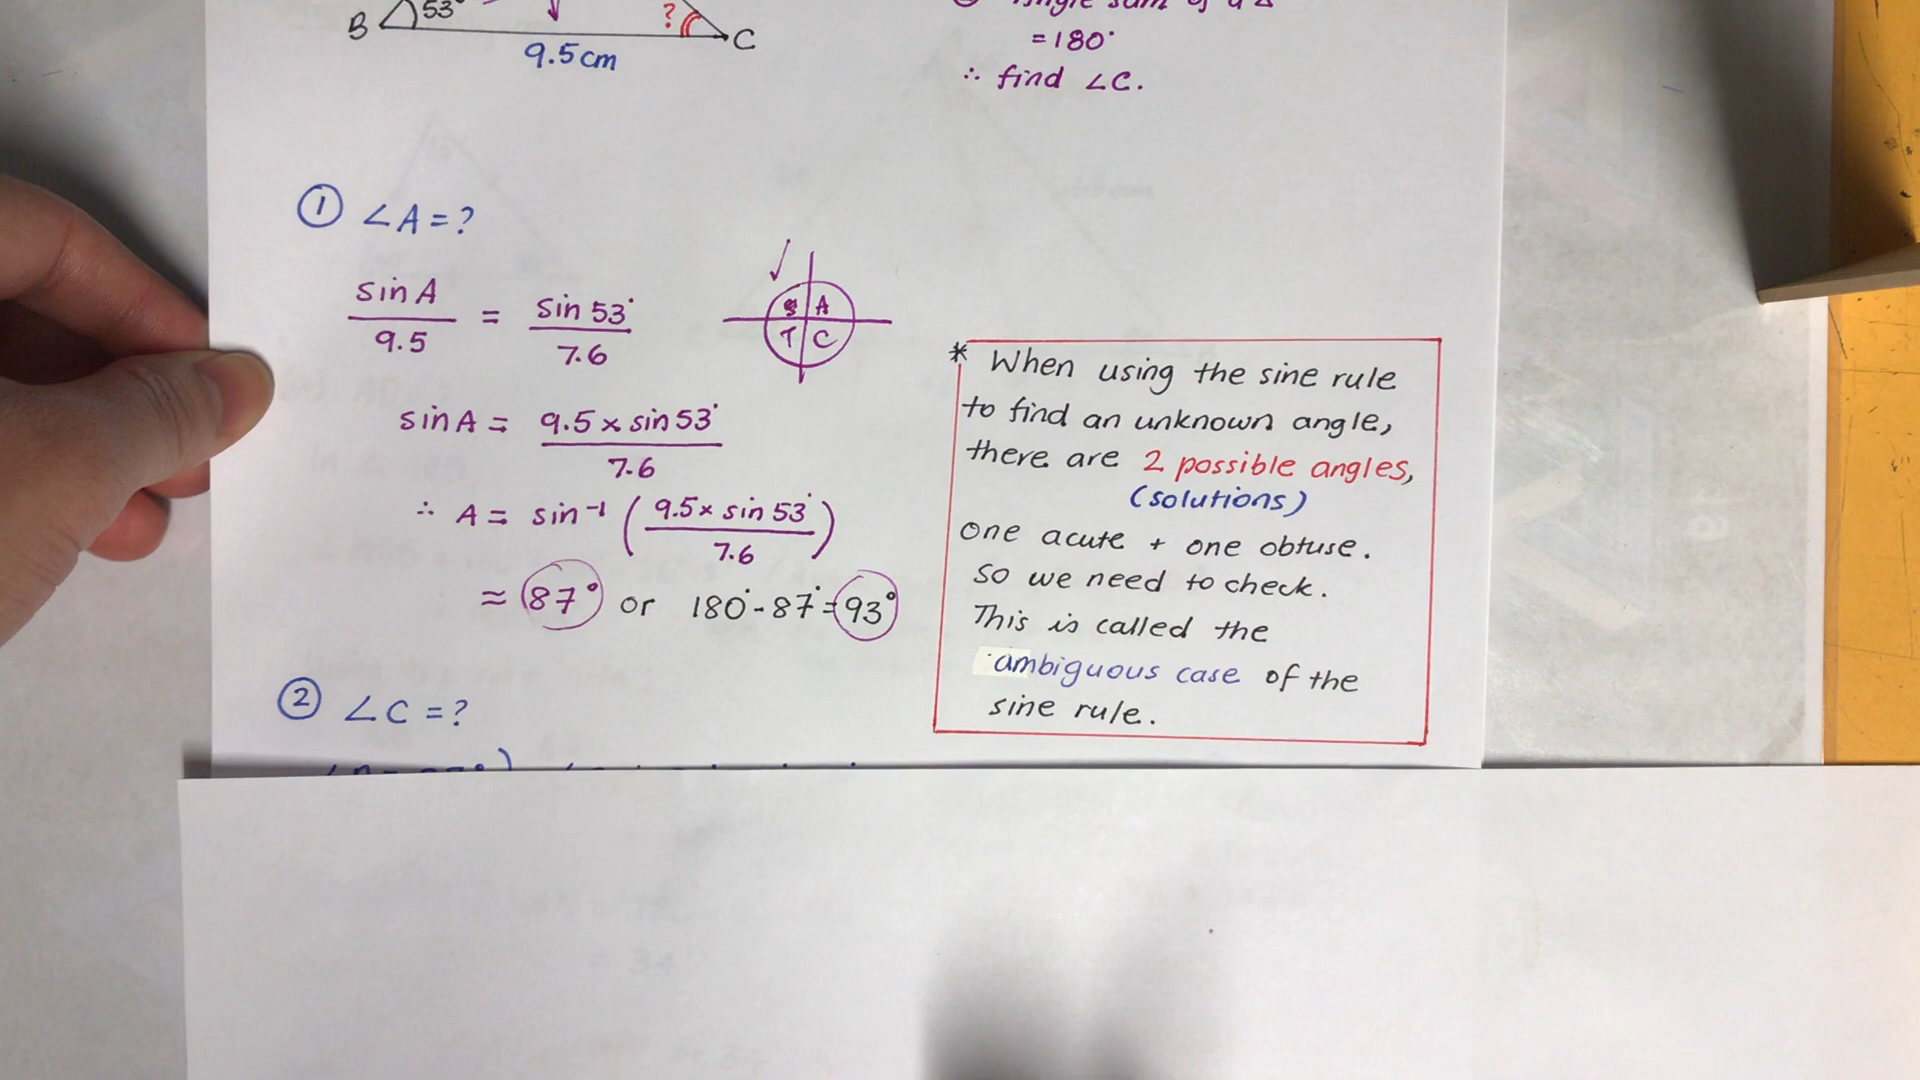 B 53° ? C
9.5cm
Angle sum of a Δ
=180°
∴ find ∠C.
① ∠A=?
sin A / 9.5 = sin 53° / 7.6
S A
T C
sin A = 9.5 x sin 53° / 7.6
∴ A = sin⁻¹ ( 9.5 x sin 53° / 7.6 )
≈ 87° or 180°-87°=93°
* When using the sine rule
to find an unknown angle,
there are 2 possible angles,
(solutions)
one acute + one obtuse.
So we need to check.
This is called the
ambiguous case of the
sine rule.
② ∠C=?